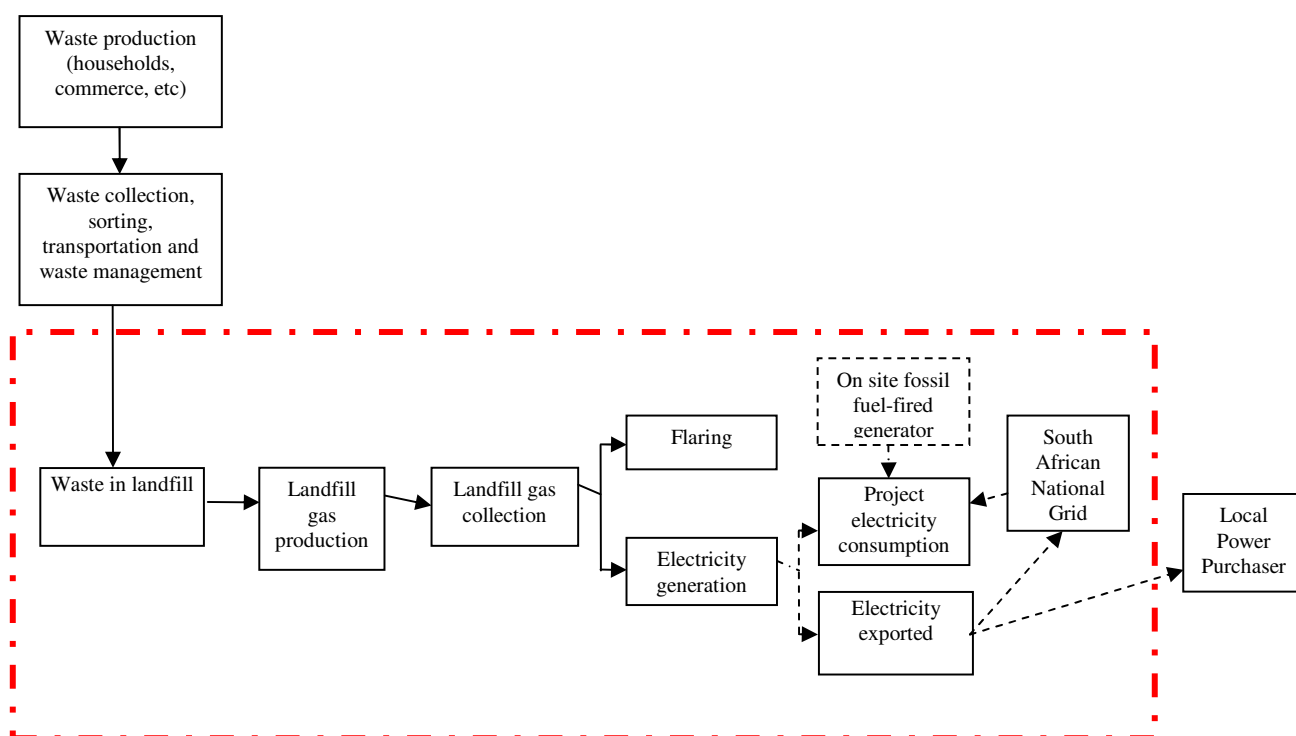 Waste production
(households,
commerce, etc)
Waste collection,
sorting,
transportation and
waste management
On site fossil
fuel-fired
generator
Flaring
South
African
National
Grid
Waste in landfill
Landfill
gas
production
Landfill gas
collection
Project
electricity
consumption
Local
Power
Purchaser
Electricity
generation
Electricity
exported